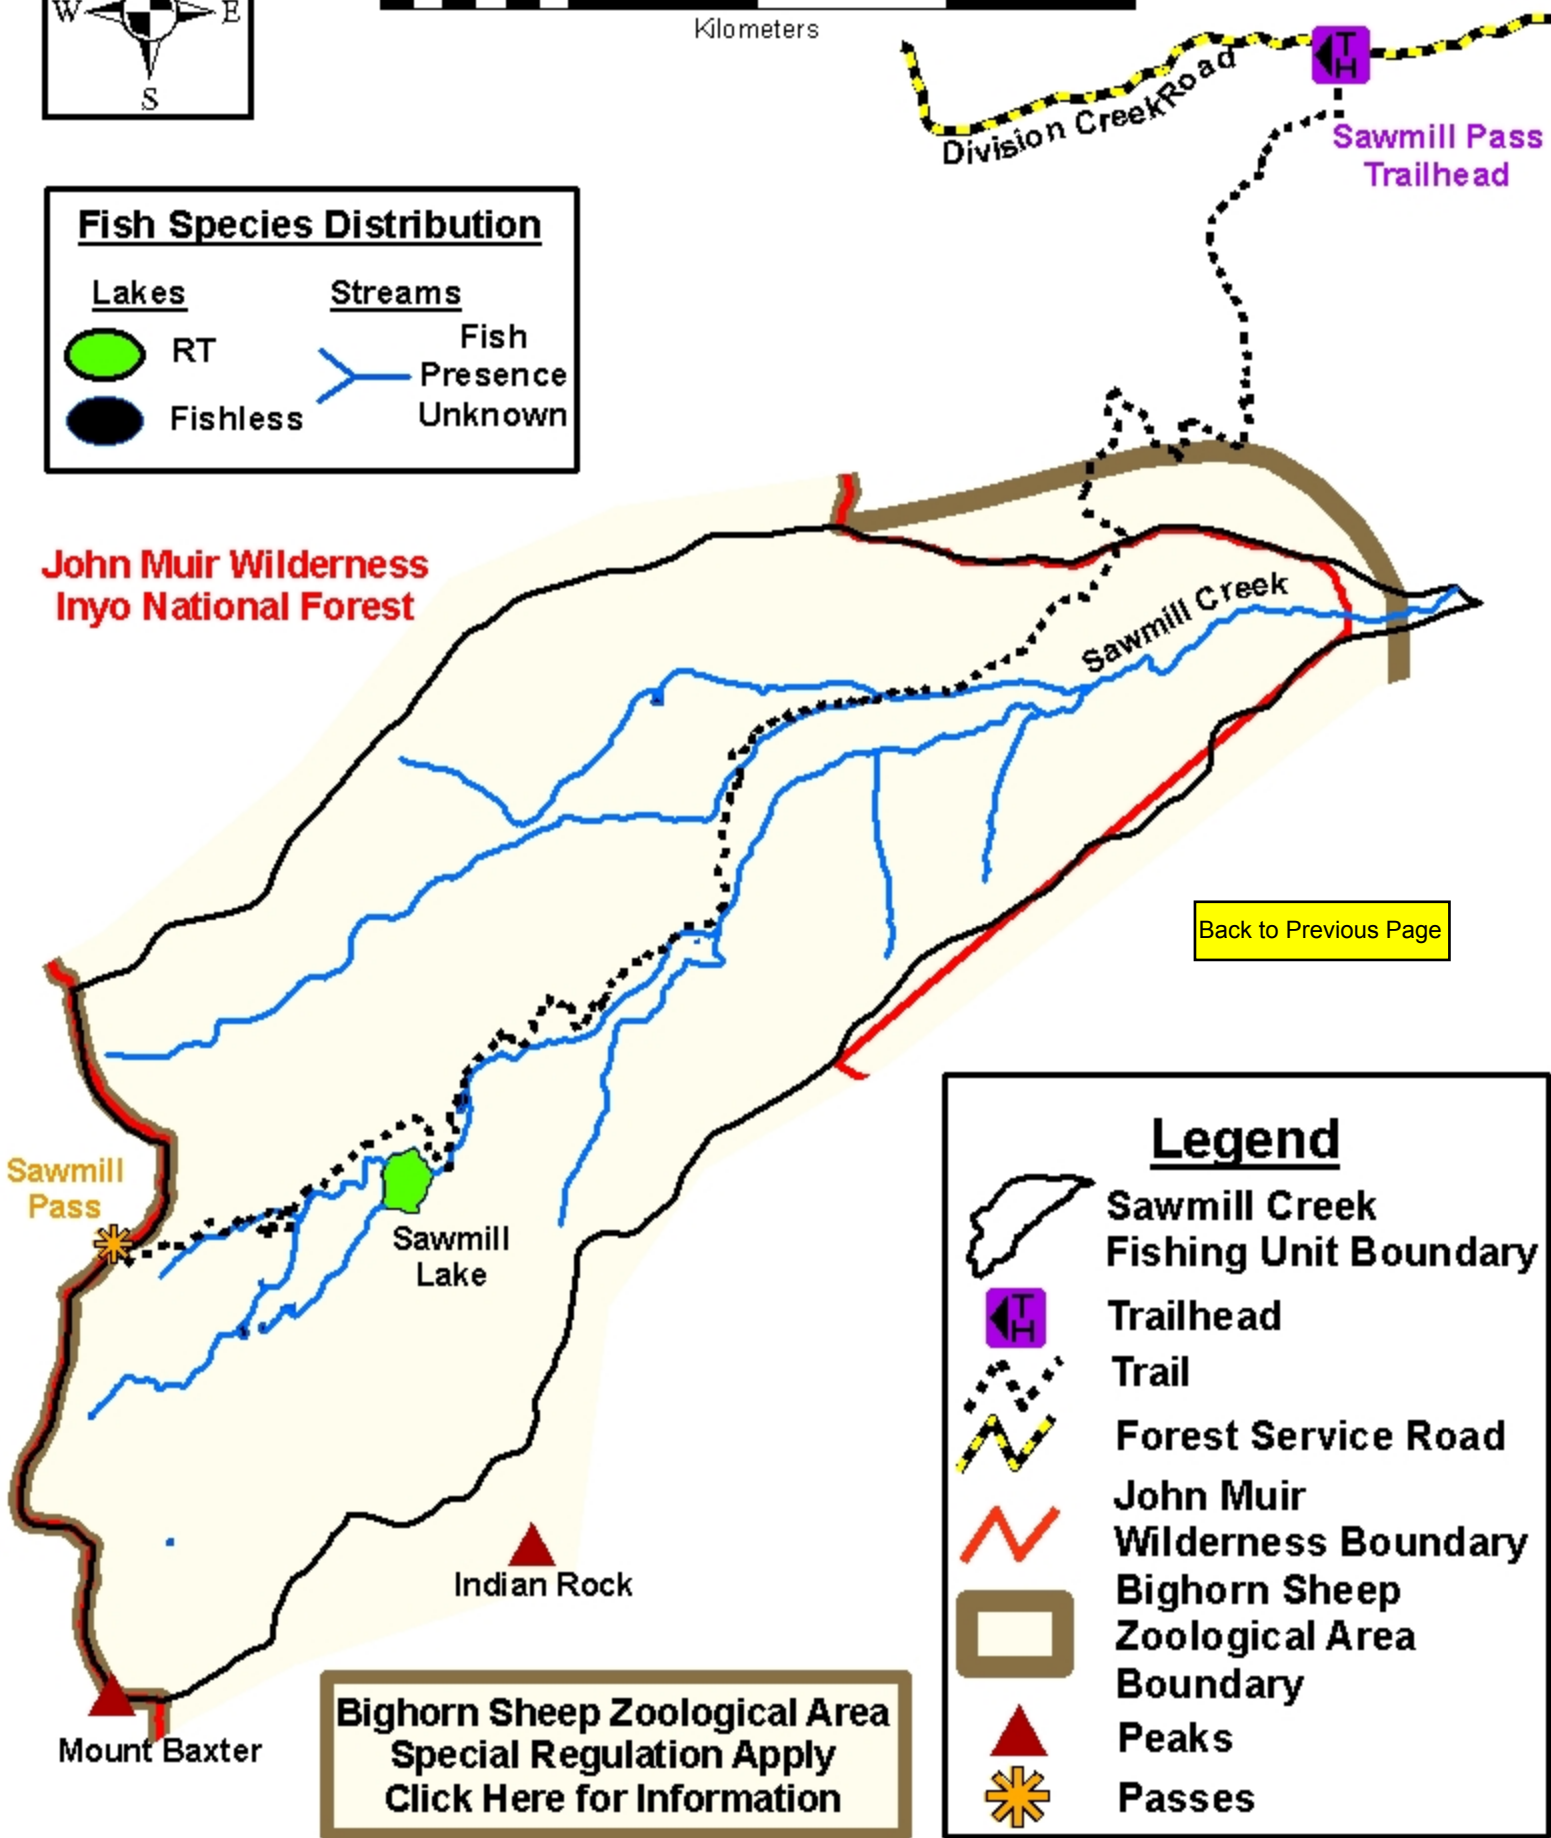 W E
S
Kilometers
Division Creek Road
TH
Sawmill Pass
Trailhead
Fish Species Distribution
Lakes Streams
RT
Fishless
Fish
Presence
Unknown
John Muir Wilderness
Inyo National Forest
Sawmill Creek
Back to Previous Page
Sawmill
Pass
Sawmill
Lake
Indian Rock
Mount Baxter
Bighorn Sheep Zoological Area
Special Regulation Apply
Click Here for Information
Legend
Sawmill Creek
Fishing Unit Boundary
TH
Trailhead
Trail
Forest Service Road
John Muir
Wilderness Boundary
Bighorn Sheep
Zoological Area
Boundary
Peaks
Passes